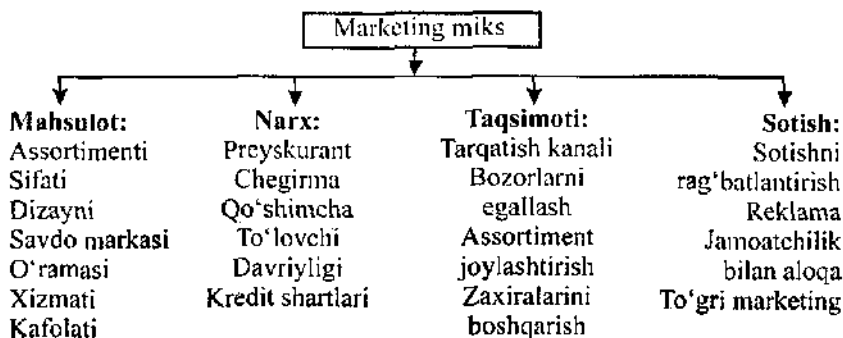 Marketing miks
Mahsulot:
Assortimenti
Sifati
Dizayni
Savdo markasi
O‘ramasi
Xizmati
Kafolati
Narx:
Preyskurant
Chegirma
Qo‘shimcha
To‘lovchi
Davriyligi
Kredit shartlari
Taqsimoti:
Tarqatish kanali
Bozorlarni
egallash
Assortiment
joylashtirish
Zaxiralarini
boshqarish
Sotish:
Sotishni
rag‘batlantirish
Reklama
Jamoatchilik
bilan aloqa
To‘gri marketing